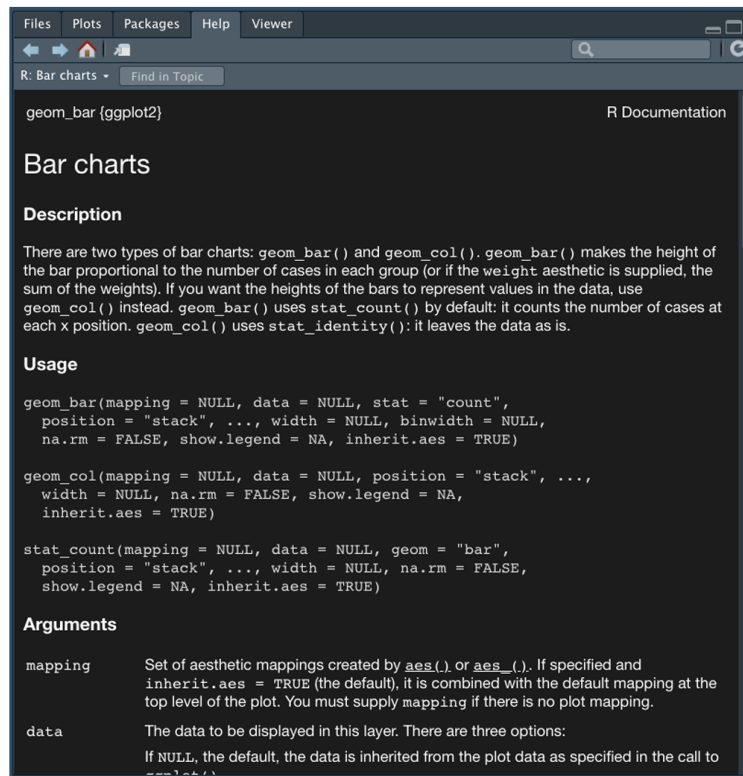 Files Plots Packages Help Viewer
R: Bar charts Find in Topic
geom_bar {ggplot2} R Documentation
Bar charts
Description
There are two types of bar charts: geom_bar() and geom_col(). geom_bar() makes the height of
the bar proportional to the number of cases in each group (or if the weight aesthetic is supplied, the
sum of the weights). If you want the heights of the bars to represent values in the data, use
geom_col() instead. geom_bar() uses stat_count() by default: it counts the number of cases at
each x position. geom_col() uses stat_identity(): it leaves the data as is.
Usage
geom_bar(mapping = NULL, data = NULL, stat = "count",
position = "stack", ..., width = NULL, binwidth = NULL,
na.rm = FALSE, show.legend = NA, inherit.aes = TRUE)
geom_col(mapping = NULL, data = NULL, position = "stack", ...,
width = NULL, na.rm = FALSE, show.legend = NA,
inherit.aes = TRUE)
stat_count(mapping = NULL, data = NULL, geom = "bar",
position = "stack", ..., width = NULL, na.rm = FALSE,
show.legend = NA, inherit.aes = TRUE)
Arguments
mapping Set of aesthetic mappings created by aes() or aes_(). If specified and
inherit.aes = TRUE (the default), it is combined with the default mapping at the
top level of the plot. You must supply mapping if there is no plot mapping.
data The data to be displayed in this layer. There are three options:
If NULL, the default, the data is inherited from the plot data as specified in the call to